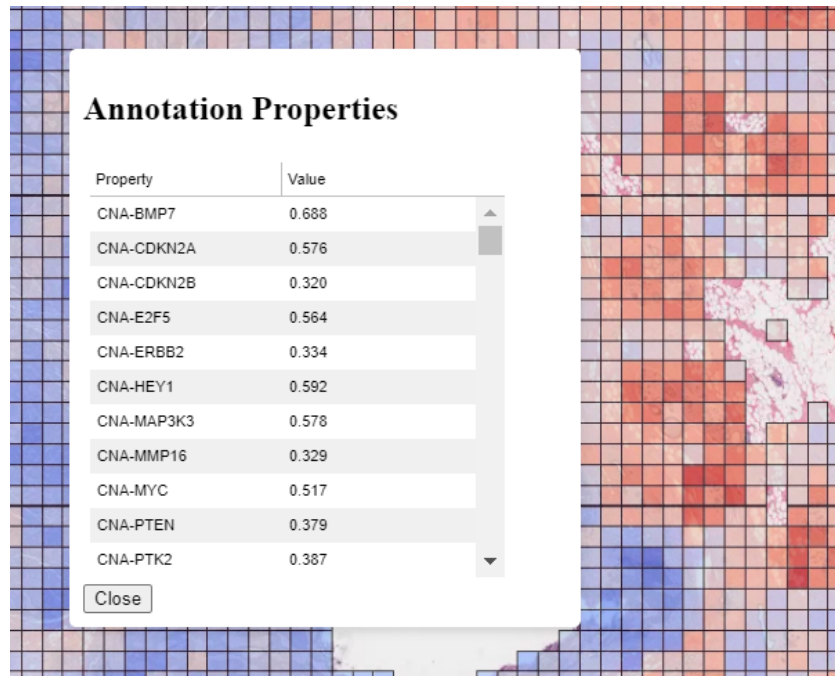 Annotation Properties
Property Value
CNA-BMP7 0.688
CNA-CDKN2A 0.576
CNA-CDKN2B 0.320
CNA-E2F5 0.564
CNA-ERBB2 0.334
CNA-HEY1 0.592
CNA-MAP3K3 0.578
CNA-MMP16 0.329
CNA-MYC 0.517
CNA-PTEN 0.379
CNA-PTK2 0.387
Close